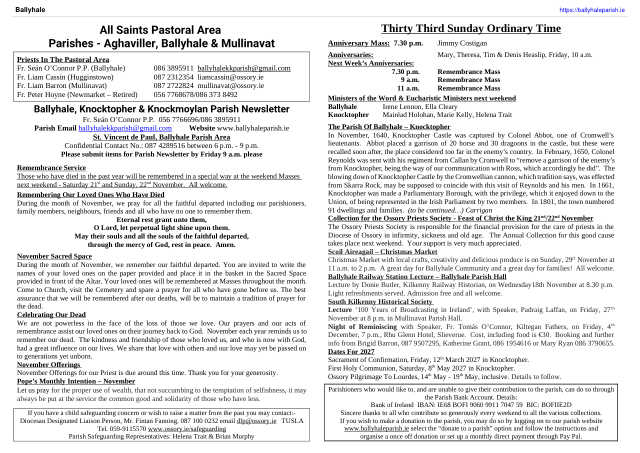 Ballyhale
https://ballyhaleparish.ie
All Saints Pastoral Area
Parishes - Aghaviller, Ballyhale & Mullinavat
Priests In The Pastoral Area
Fr. Seán O'Connor P.P. (Ballyhale) 086 3895911 ballyhalekkparish@gmail.com
Fr. Liam Cassin (Hugginstown) 087 2312354 liamcassin@ossory.ie
Fr. Liam Barron (Mullinavat) 087 2722824 mullinavat@ossory.ie
Fr. Peter Hoyne (Newmarket – Retired) 056 7768678/086 373 8492
Ballyhale, Knocktopher & Knockmoylan Parish Newsletter
Fr. Seán O'Connor P.P. 056 7766696/086 3895911
Parish Email ballyhalekkparish@gmail.com Website www.ballyhaleparish.ie
St. Vincent de Paul, Ballyhale Parish Area
Confidential Contact No.: 087 4289516 between 6 p.m. - 9 p.m.
Please submit items for Parish Newsletter by Friday 9 a.m. please
Remembrance Service
Those who have died in the past year will be remembered in a special way at the weekend Masses
next weekend - Saturday 21st and Sunday, 22nd November. All welcome.
Remembering Our Loved Ones Who Have Died
During the month of November, we pray for all the faithful departed including our parishioners,
family members, neighbours, friends and all who have no one to remember them.
Eternal rest grant unto them,
O Lord, let perpetual light shine upon them.
May their souls and all the souls of the faithful departed,
through the mercy of God, rest in peace. Amen.
November Sacred Space
During the month of November, we remember our faithful departed. You are invited to write the
names of your loved ones on the paper provided and place it in the basket in the Sacred Space
provided in front of the Altar. Your loved ones will be remembered at Masses throughout the month.
Come to Church, visit the Cemetery and spare a prayer for all who have gone before us. The best
assurance that we will be remembered after our deaths, will be to maintain a tradition of prayer for
the dead.
Celebrating Our Dead
We are not powerless in the face of the loss of those we love. Our prayers and our acts of
remembrance assist our loved ones on their journey back to God. November each year reminds us to
remember our dead. The kindness and friendship of those who loved us, and who is now with God,
had a great influence on our lives. We share that love with others and our love may yet be passed on
to generations yet unborn.
November Offerings
November Offerings for our Priest is due around this time. Thank you for your generosity.
Pope's Monthly Intention – November
Let us pray for the proper use of wealth, that not succumbing to the temptation of selfishness, it may
always be put at the service the common good and solidarity of those who have less.
If you have a child safeguarding concern or wish to raise a matter from the past you may contact:-
Diocesan Designated Liaison Person, Mr. Fintan Fanning. 087 100 0232 email dlp@ossory.ie TUSLA
Tel. 059-9115570 www.ossory.ie/safeguarding
Parish Safeguarding Representatives: Helena Trait & Brian Murphy
Thirty Third Sunday Ordinary Time
Anniversary Mass: 7.30 p.m. Jimmy Costigan
Anniversaries: Mary, Theresa, Tim & Denis Heaslip, Friday, 10 a.m.
Next Week's Anniversaries:
7.30 p.m. Remembrance Mass
9 a.m. Remembrance Mass
11 a.m. Remembrance Mass
Ministers of the Word & Eucharistic Ministers next weekend
Ballyhale Irene Lennon, Ella Cleary
Knocktopher Mainéad Holohan, Marie Kelly, Helena Trait
The Parish Of Ballyhale – Knocktopher
In November, 1640, Knocktopher Castle was captured by Colonel Abbot, one of Cromwell's
lieutenants. Abbot placed a garrison of 20 horse and 30 dragoons in the castle, but these were
recalled soon after, the place considered too far in the enemy's country. In February, 1650, Colonel
Reynolds was sent with his regiment from Callan by Cromwell to "remove a garrison of the enemy's
from Knocktopher, being the way of our communication with Ross, which accordingly he did". The
blowing down of Knocktopher Castle by the Cromwellian cannon, which tradition says, was effected
from Skarra Rock, may be supposed to coincide with this visit of Reynolds and his men. In 1661,
Knocktopher was made a Parliamentary Borough, with the privilege, which it enjoyed down to the
Union, of being represented in the Irish Parliament by two members. In 1801, the town numbered
91 dwellings and families. (to be continued…) Carrigan
Collection for the Ossory Priests Society - Feast of Christ the King 21st/22nd November
The Ossory Priests Society is responsible for the financial provision for the care of priests in the
Diocese of Ossory in infirmity, sickness and old age. The Annual Collection for this good cause
takes place next weekend. Your support is very much appreciated.
Scoil Aireagail – Christmas Market
Christmas Market with local crafts, creativity and delicious produce is on Sunday, 29th November at
11 a.m. to 2 p.m. A great day for Ballyhale Community and a great day for families! All welcome.
Ballyhale Railway Station Lecture – Ballyhale Parish Hall
Lecture by Donie Butler, Kilkenny Railway Historian, on Wednesday18th November at 8.30 p.m.
Light refreshments served. Admission free and all welcome.
South Kilkenny Historical Society
Lecture '100 Years of Broadcasting in Ireland', with Speaker, Padraig Laffan, on Friday, 27th
November at 8 p.m. in Mullinavat Parish Hall.
Night of Reminiscing with Speaker, Fr. Tomás O'Connor, Kiltegan Fathers, on Friday, 4th
December, 7 p.m., Rhu Glenn Hotel, Slieverue. Cost, including food is €30. Booking and further
info from Brigid Barron, 087 9507295, Katherine Grant, 086 1954616 or Mary Ryan 086 3790655.
Dates For 2027
Sacrament of Confirmation, Friday, 12th March 2027 in Knocktopher.
First Holy Communion, Saturday, 8th May 2027 in Knocktopher.
Ossory Pilgrimage To Lourdes, 14th May - 19th May, inclusive. Details to follow.
Parishioners who would like to, and are unable to give their contribution to the parish, can do so through
the Parish Bank Account. Details:
Bank of Ireland IBAN: IE68 BOFI 9060 9911 7047 59 BIC: BOFIIE2D
Sincere thanks to all who contribute so generously every weekend to all the various collections.
If you wish to make a donation to the parish, you may do so by logging on to our parish website
www.ballyhaleparish.ie select the "donate to a parish" option and follow the instructions and
organise a once off donation or set up a monthly direct payment through Pay Pal.